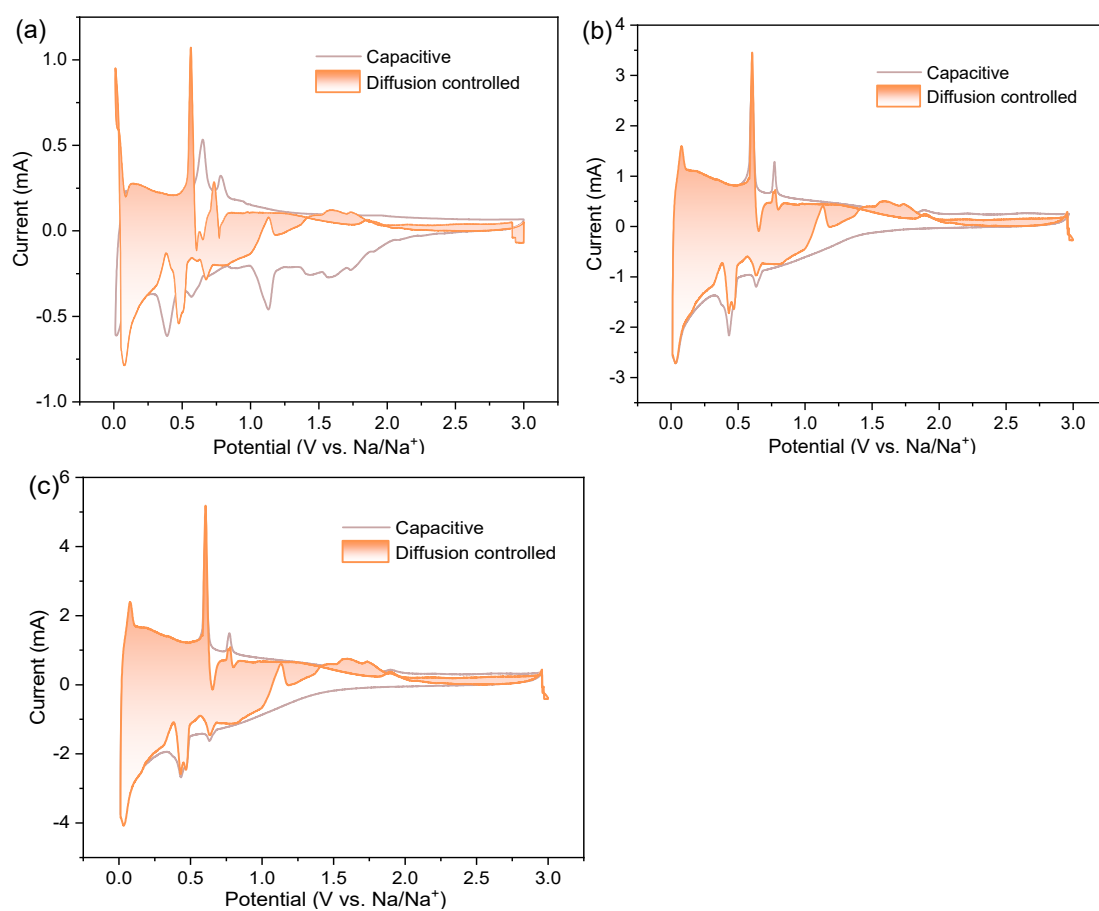 (a)
Capacitive
Diffusion controlled
Current (mA)
1.0
0.5
0.0
-0.5
-1.0
0.0 0.5 1.0 1.5 2.0 2.5 3.0
Potential (V vs. Na/Na⁺)
(b)
Capacitive
Diffusion controlled
Current (mA)
4
3
2
1
0
-1
-2
-3
0.0 0.5 1.0 1.5 2.0 2.5 3.0
Potential (V vs. Na/Na⁺)
(c)
Capacitive
Diffusion controlled
Current (mA)
6
4
2
0
-2
-4
0.0 0.5 1.0 1.5 2.0 2.5 3.0
Potential (V vs. Na/Na⁺)